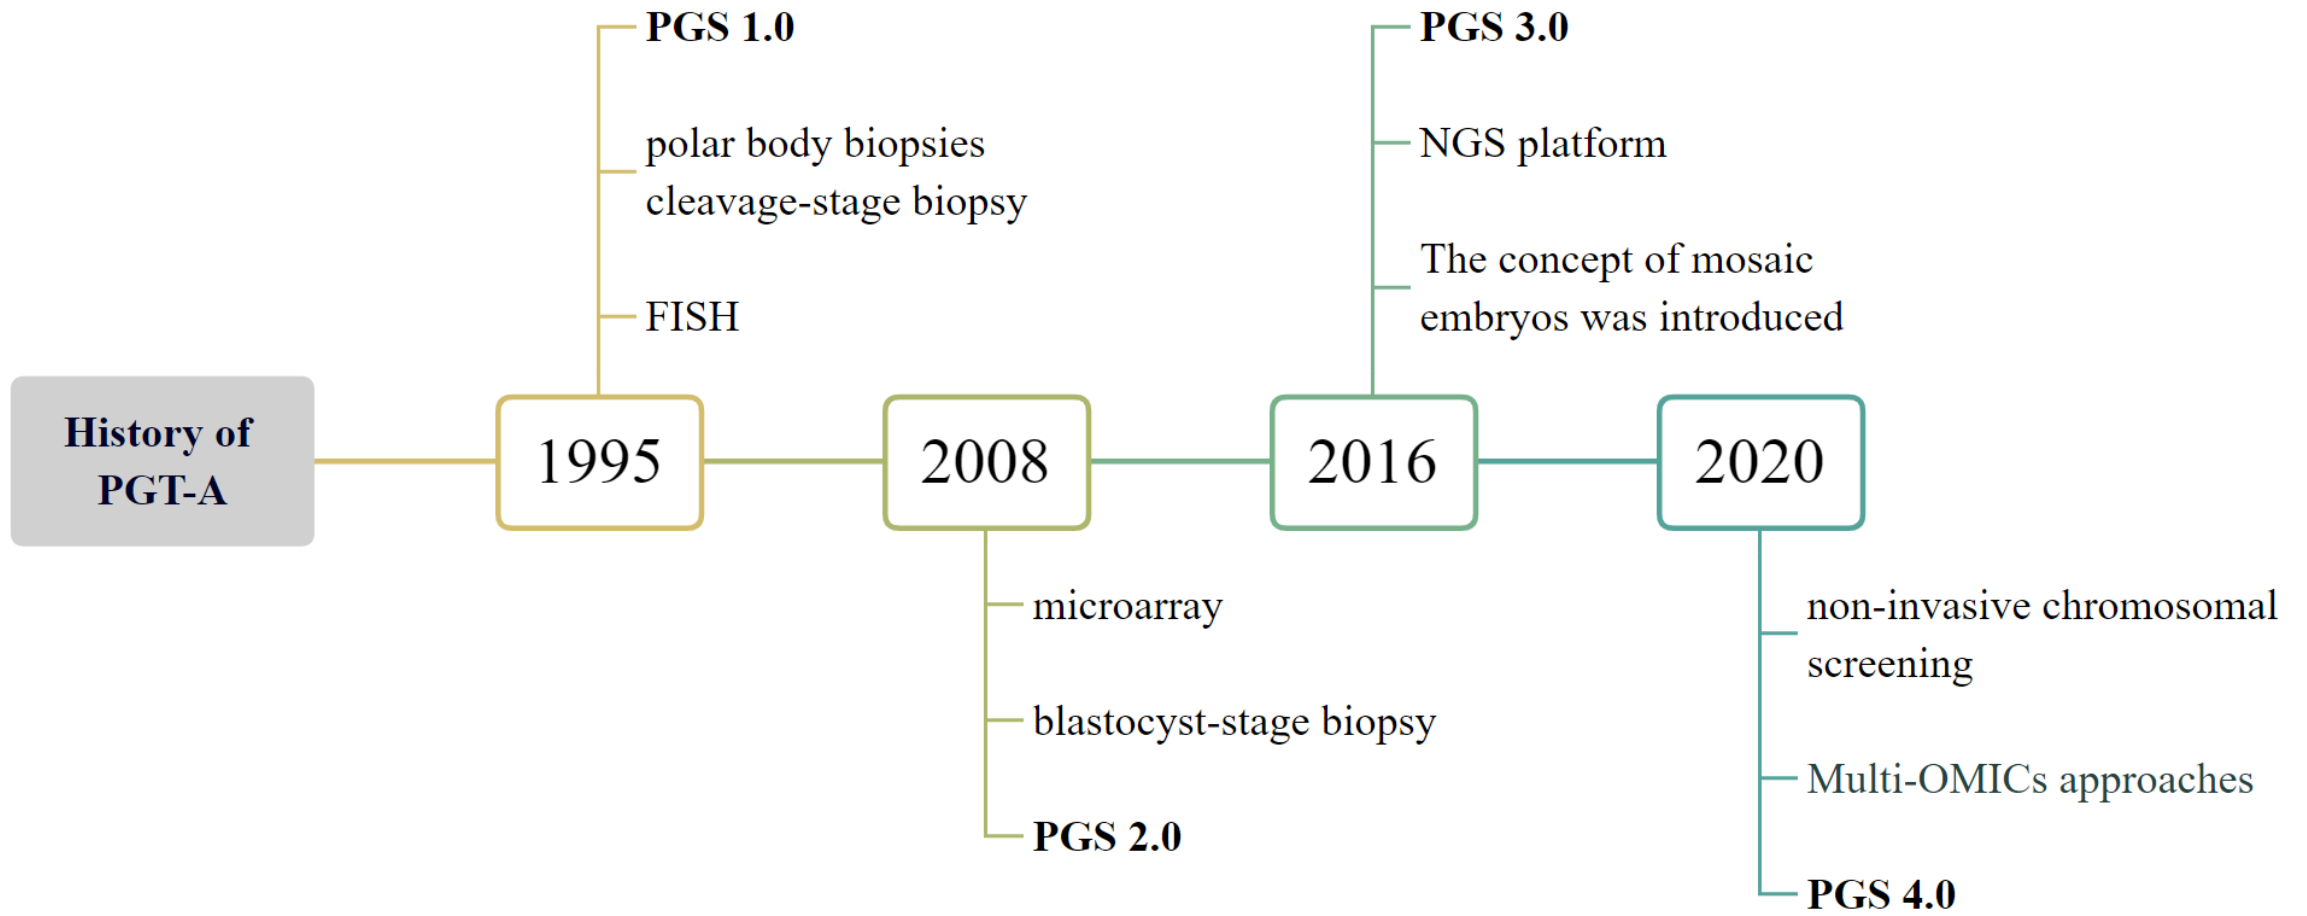 History of
PGT-A
1995
PGS 1.0
polar body biopsies
cleavage-stage biopsy
FISH
2008
microarray
blastocyst-stage biopsy
PGS 2.0
2016
PGS 3.0
NGS platform
The concept of mosaic
embryos was introduced
2020
non-invasive chromosomal
screening
Multi-OMICs approaches
PGS 4.0